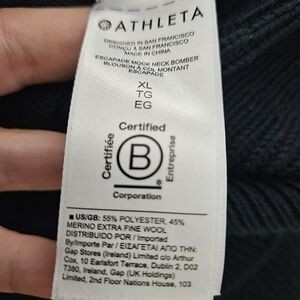 ATHLETA
DESIGNED IN SAN FRANCISCO
CONÇU À SAN FRANCISCO
MADE IN CHINA
ESCAPADE MOCK NECK BOMBER
BLOUSON À COL MONTANT
ESCAPADE
XL
TG
EG
Certified
Certifiée
B
Entreprise
Corporation
■ US/GB: 55% POLYESTER, 45%
MERINO EXTRA FINE WOOL
Distributed for / Imported
By/Importe Par / ΕΙΣΑΓΕΤΑΙ ΑΠΟ ΤΗΝ:
Gap Stores (Ireland) Limited c/o Arthur
Cox, 10 Earlsfort Terrace, Dublin 2, D02
T380, Ireland, Gap (UK Holdings)
Limited, 2nd Floor Nations House, 103